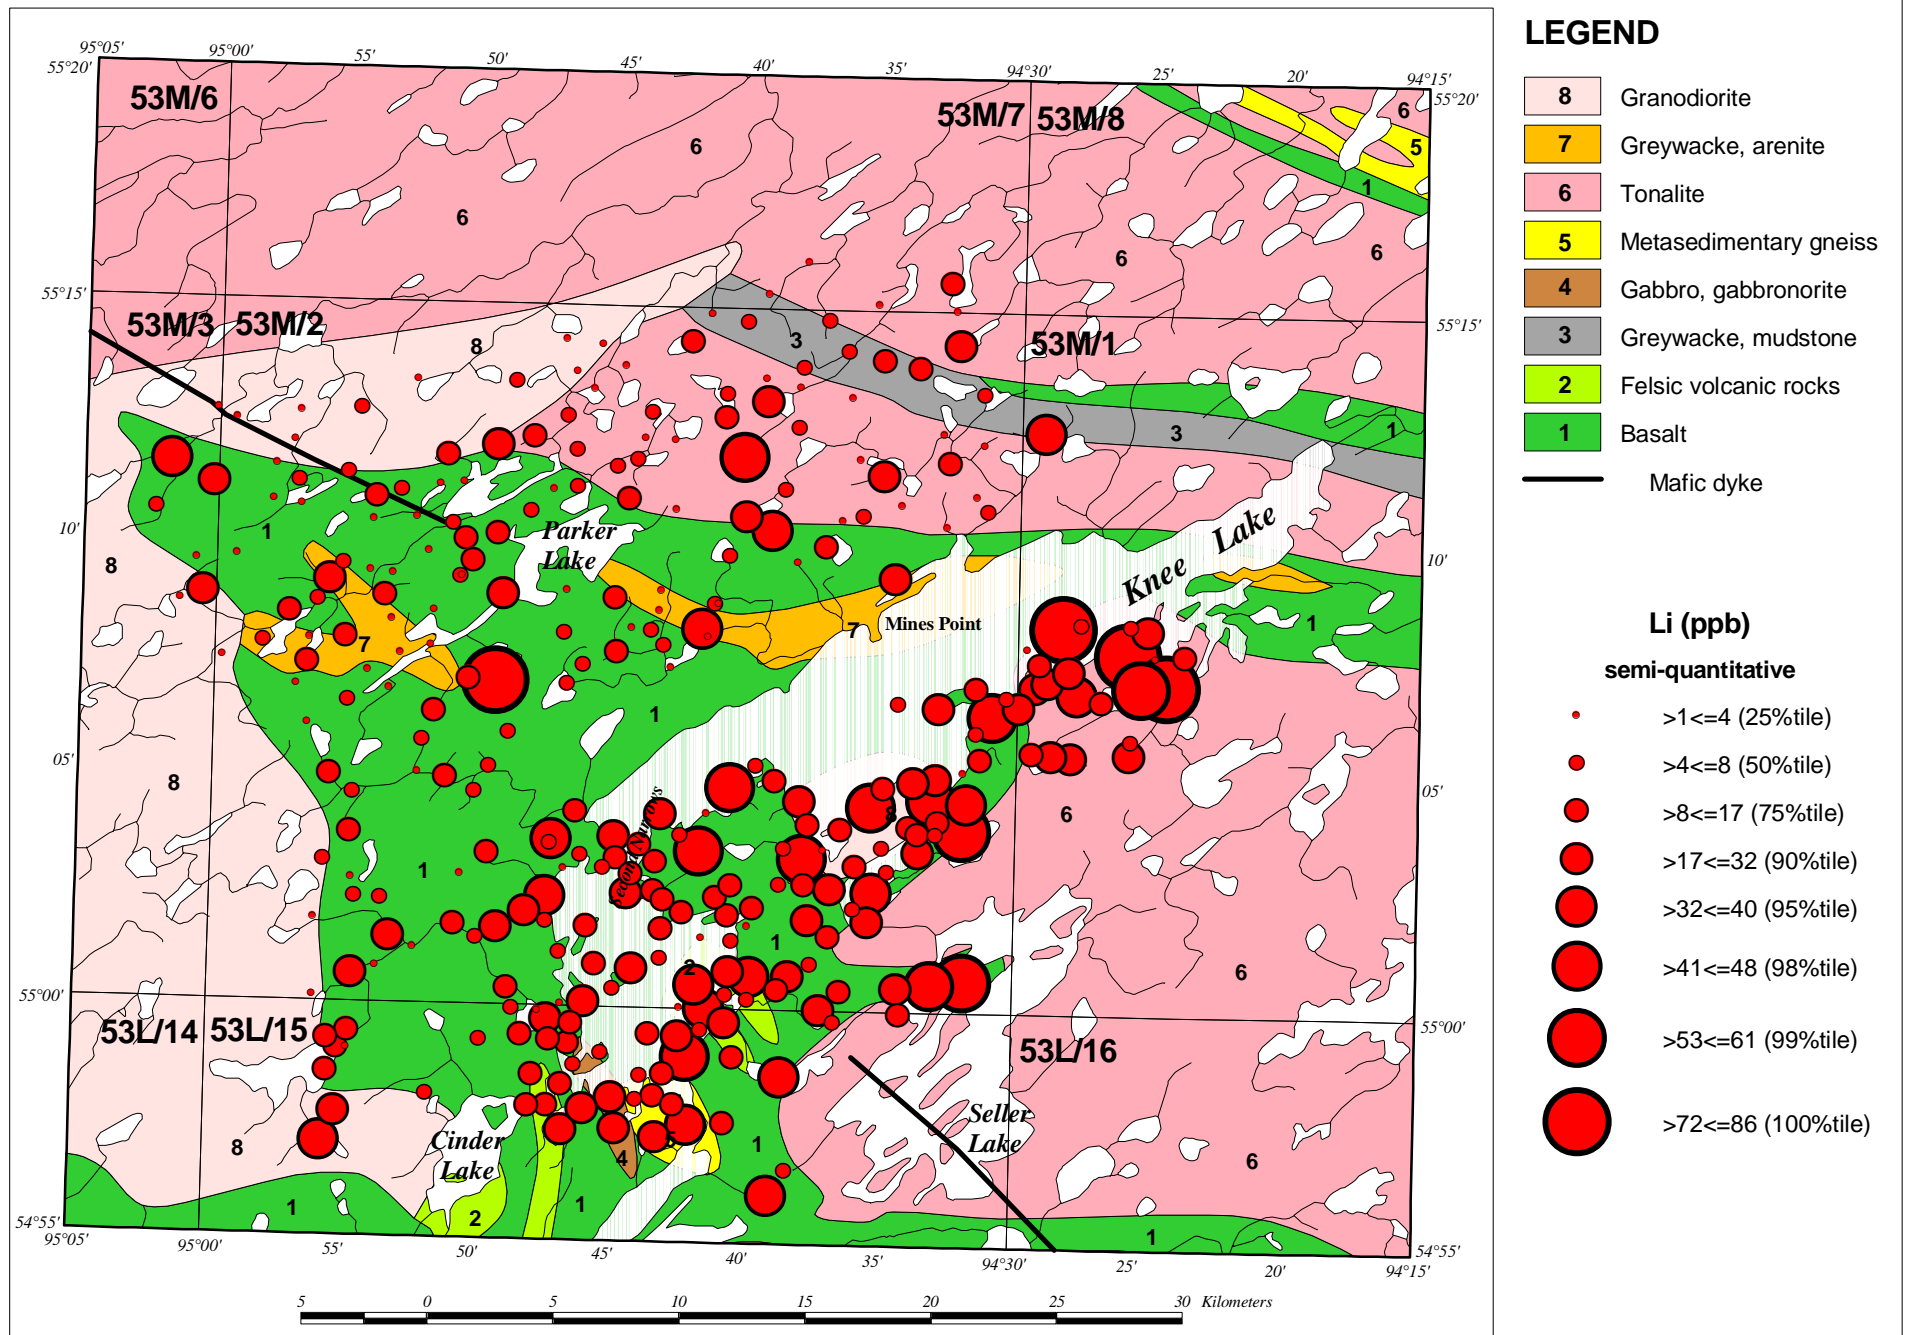 LEGEND
8 Granodiorite
7 Greywacke, arenite
6 Tonalite
5 Metasedimentary gneiss
4 Gabbro, gabbronorite
3 Greywacke, mudstone
2 Felsic volcanic rocks
1 Basalt
Mafic dyke
Li (ppb)
semi-quantitative
>1<=4 (25%tile)
>4<=8 (50%tile)
>8<=17 (75%tile)
>17<=32 (90%tile)
>32<=40 (95%tile)
>41<=48 (98%tile)
>53<=61 (99%tile)
>72<=86 (100%tile)
95°05' 95°00' 55' 50' 45' 40' 35' 94°30' 25' 20' 94°15'
55°20' 55°20'
53M/6 53M/7 53M/8
6 6 6 5 1
6 6 6
55°15' 55°15'
53M/3 53M/2 53M/1
8 3
3 1
10' 10'
1 Parker
Lake
Knee Lake
8
7 7 Mines Point 1
1
05' 05'
8 8 6
1 Second Narrows
1
2 6
55°00' 55°00'
53L/14 53L/15 53L/16
Cinder
Lake
Seller
Lake
8 5 1 6
4
1 2 1 1
54°55' 54°55'
95°05' 95°00' 55' 50' 45' 40' 35' 94°30' 25' 20' 94°15'
5 0 5 10 15 20 25 30 Kilometers